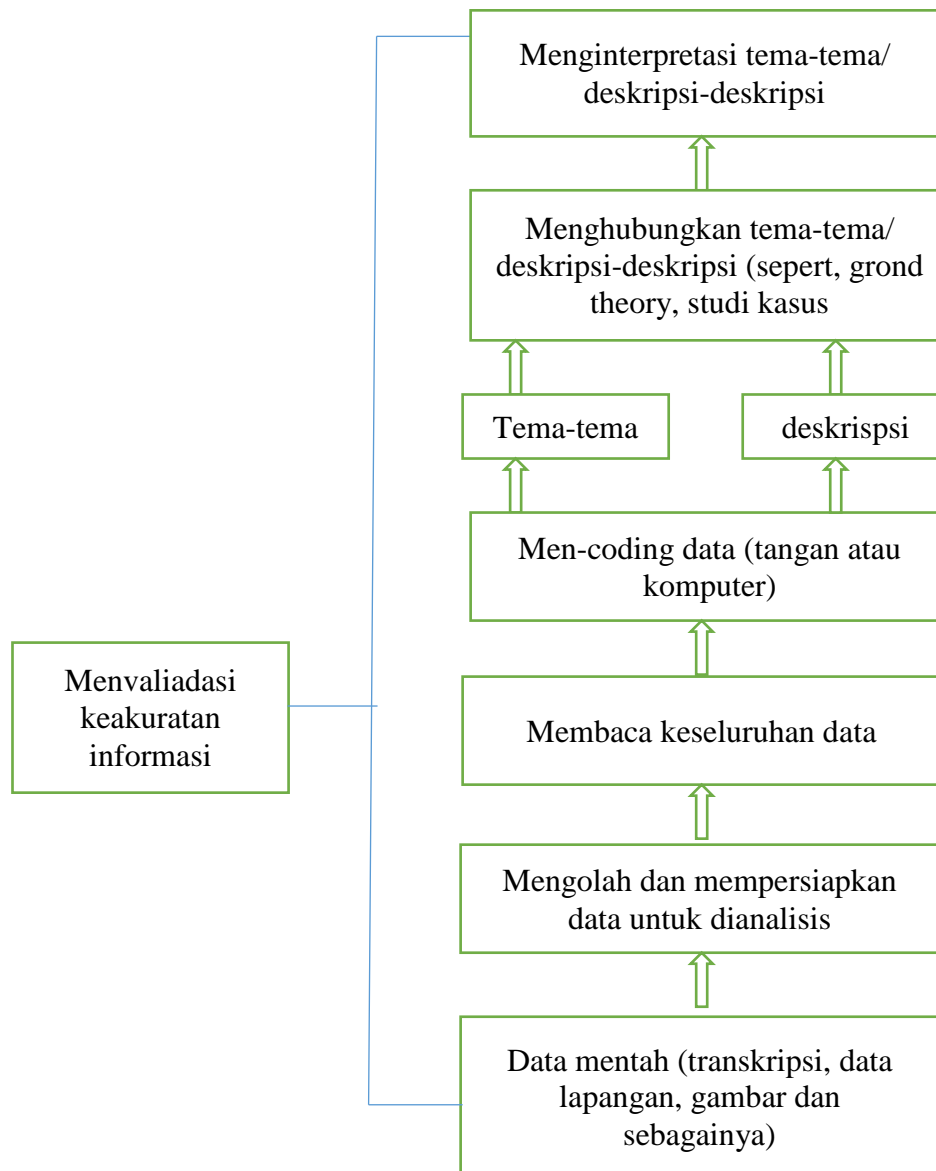 Menginterpretasi tema-tema/
deskripsi-deskripsi
Menghubungkan tema-tema/
deskripsi-deskripsi (sepert, grond
theory, studi kasus
Tema-tema
deskrispsi
Men-coding data (tangan atau
komputer)
Menvaliadasi
keakuratan
informasi
Membaca keseluruhan data
Mengolah dan mempersiapkan
data untuk dianalisis
Data mentah (transkripsi, data
lapangan, gambar dan
sebagainya)